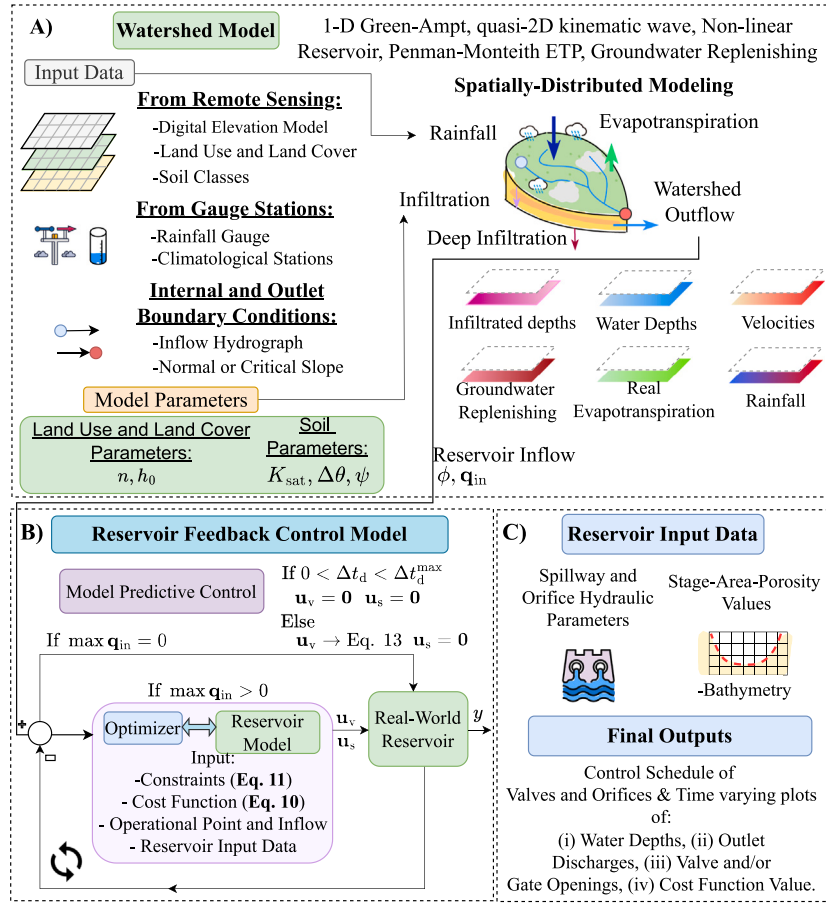 A)
Watershed Model
1-D Green-Ampt, quasi-2D kinematic wave, Non-linear
Reservoir, Penman-Monteith ETP, Groundwater Replenishing
Input Data
From Remote Sensing:
-Digital Elevation Model
-Land Use and Land Cover
-Soil Classes
From Gauge Stations:
-Rainfall Gauge
-Climatological Stations
Internal and Outlet
Boundary Conditions:
-Inflow Hydrograph
-Normal or Critical Slope
Model Parameters
Land Use and Land Cover
Parameters:
n, h₀
Soil
Parameters:
K_sat, Δθ, ψ
Spatially-Distributed Modeling
Rainfall
Evapotranspiration
Infiltration
Watershed
Outflow
Deep Infiltration
Infiltrated depths
Water Depths
Velocities
Groundwater
Replenishing
Real
Evapotranspiration
Rainfall
Reservoir Inflow
ϕ, q_in
B)
Reservoir Feedback Control Model
Model Predictive Control
If 0 < Δt_d < Δt_d^max
u_v = 0 u_s = 0
Else
u_v → Eq. 13 u_s = 0
If max q_in = 0
If max q_in > 0
+
-
Optimizer
Reservoir
Model
Input:
-Constraints (Eq. 11)
- Cost Function (Eq. 10)
- Operational Point and Inflow
- Reservoir Input Data
u_v
u_s
Real-World
Reservoir
y
C)
Reservoir Input Data
Spillway and
Orifice Hydraulic
Parameters
Stage-Area-Porosity
Values
-Bathymetry
Final Outputs
Control Schedule of
Valves and Orifices & Time varying plots
of:
(i) Water Depths, (ii) Outlet
Discharges, (iii) Valve and/or
Gate Openings, (iv) Cost Function Value.